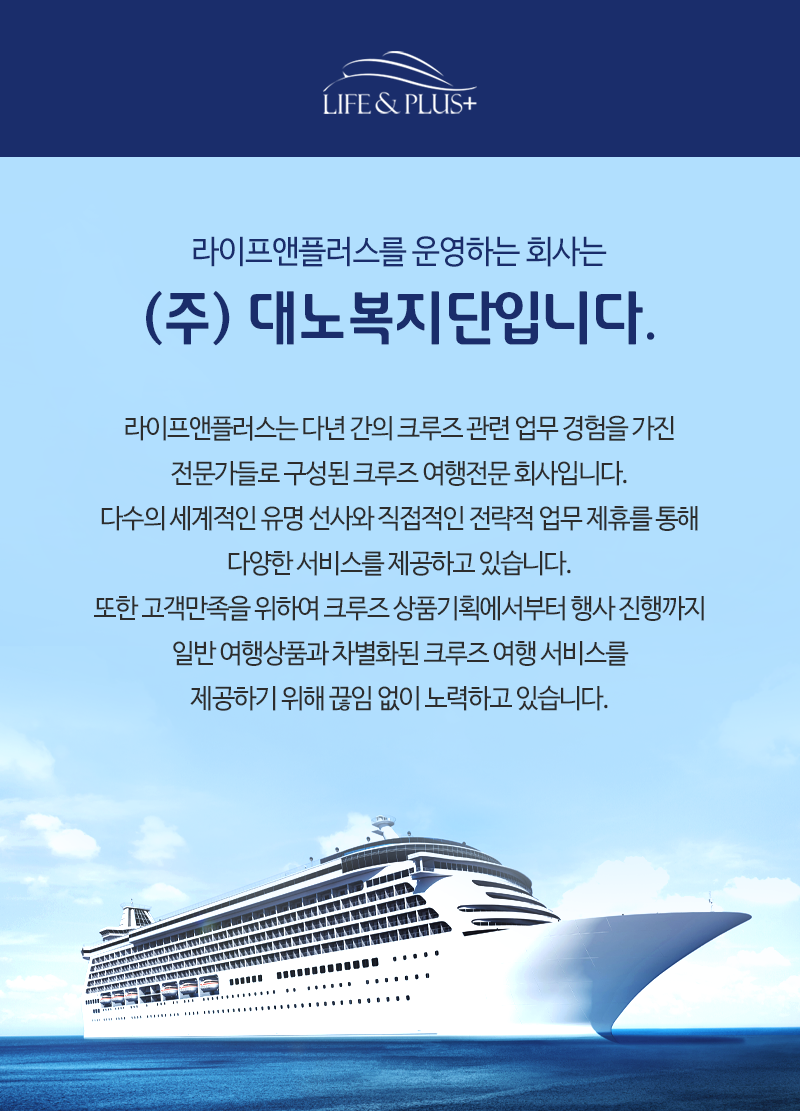 LIFE & PLUS+
라이프앤플러스를 운영하는 회사는
(주) 대노복지단입니다.
라이프앤플러스는 다년 간의 크루즈 관련 업무 경험을 가진
전문가들로 구성된 크루즈 여행전문 회사입니다.
다수의 세계적인 유명 선사와 직접적인 전략적 업무 제휴를 통해
다양한 서비스를 제공하고 있습니다.
또한 고객만족을 위하여 크루즈 상품기획에서부터 행사 진행까지
일반 여행상품과 차별화된 크루즈 여행 서비스를
제공하기 위해 끊임 없이 노력하고 있습니다.